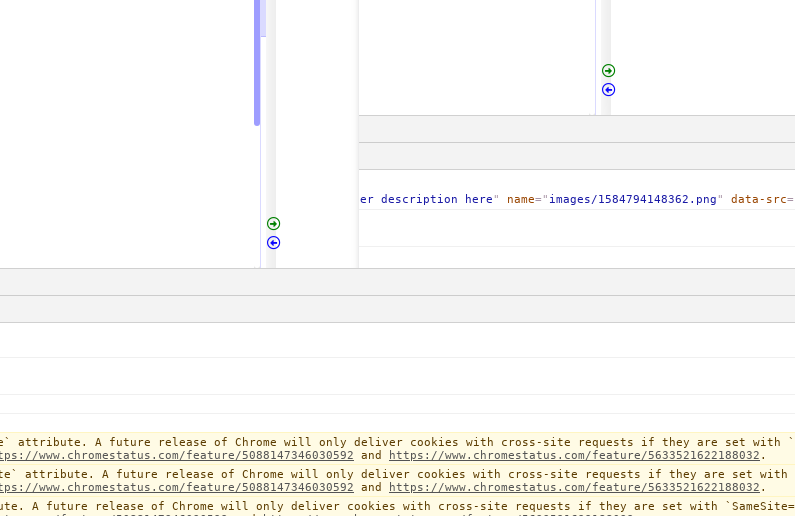 er description here" name="images/1584794148362.png" data-src=
e` attribute. A future release of Chrome will only deliver cookies with cross-site requests if they are set with `
tps://www.chromestatus.com/feature/5088147346030592 and https://www.chromestatus.com/feature/5633521622188032.
te` attribute. A future release of Chrome will only deliver cookies with cross-site requests if they are set with
tps://www.chromestatus.com/feature/5088147346030592 and https://www.chromestatus.com/feature/5633521622188032.
ute. A future release of Chrome will only deliver cookies with cross-site requests if they are set with `SameSite=